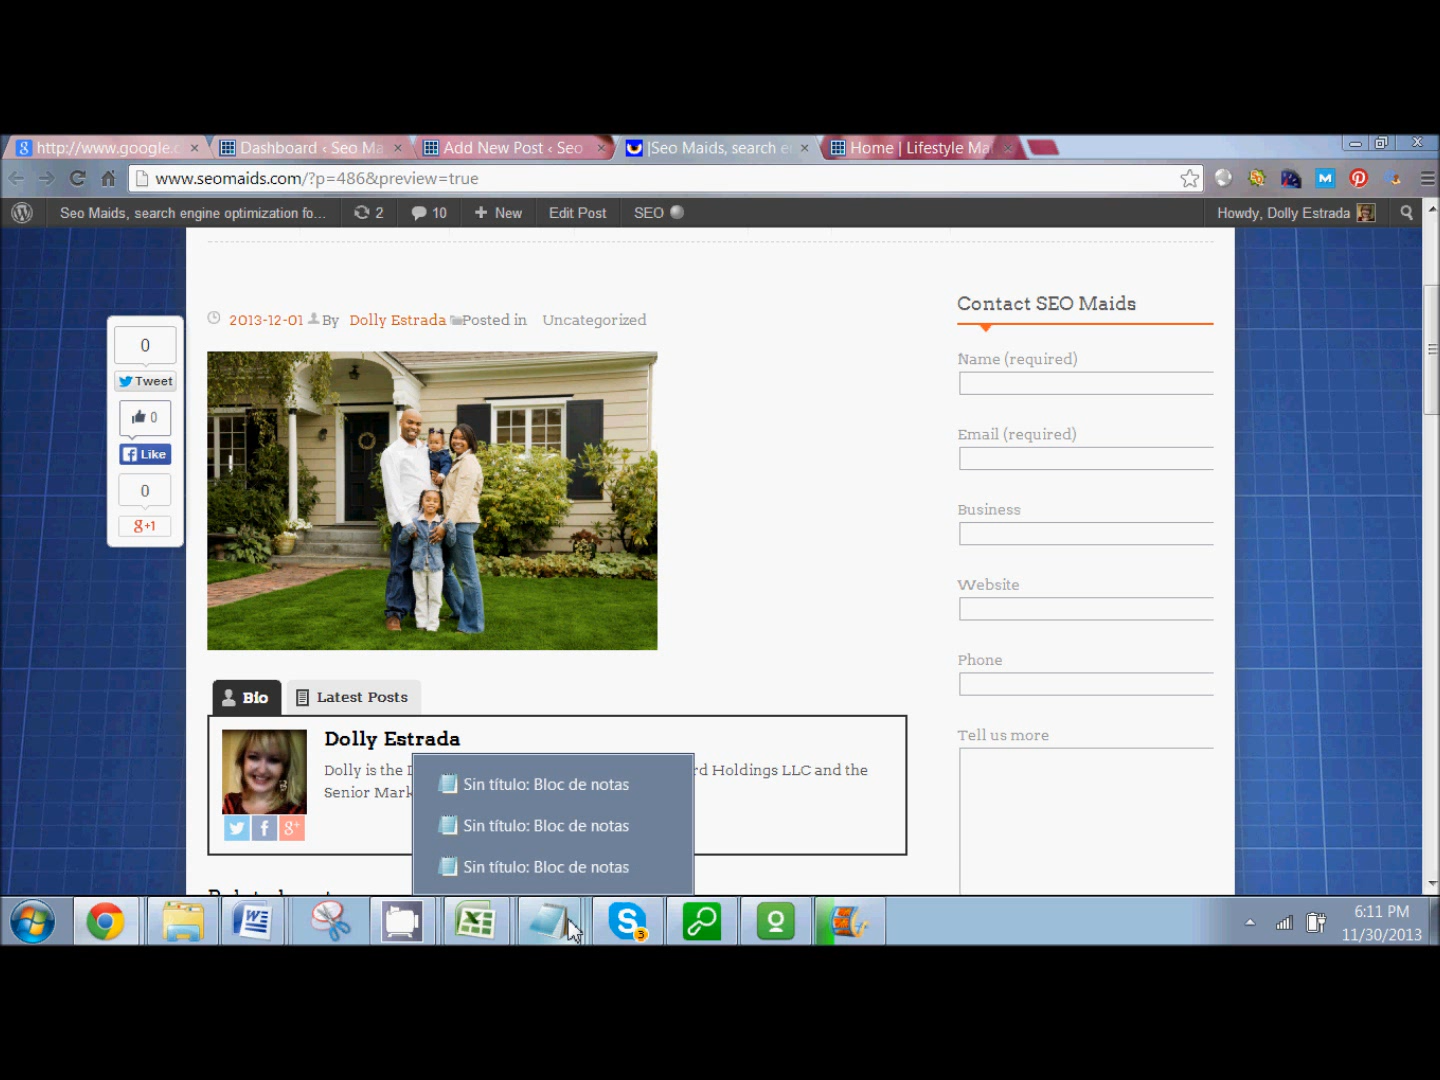 http://www.google.c
Dashboard ‹ Seo Ma
Add New Post ‹ Seo
|Seo Maids, search e
Home | Lifestyle Ma
www.seomaids.com/?p=486&preview=true
Seo Maids, search engine optimization fo... 2 10 + New Edit Post SEO
Howdy, Dolly Estrada
2013-12-01 By Dolly Estrada Posted in Uncategorized
0
Tweet
0
Like
0
g+1
Bio
Latest Posts
Dolly Estrada
Dolly is the
rd Holdings LLC and the
Senior Mark
Sin título: Bloc de notas
Sin título: Bloc de notas
Sin título: Bloc de notas
Contact SEO Maids
Name (required)
Email (required)
Business
Website
Phone
Tell us more
3
6:11 PM
11/30/2013